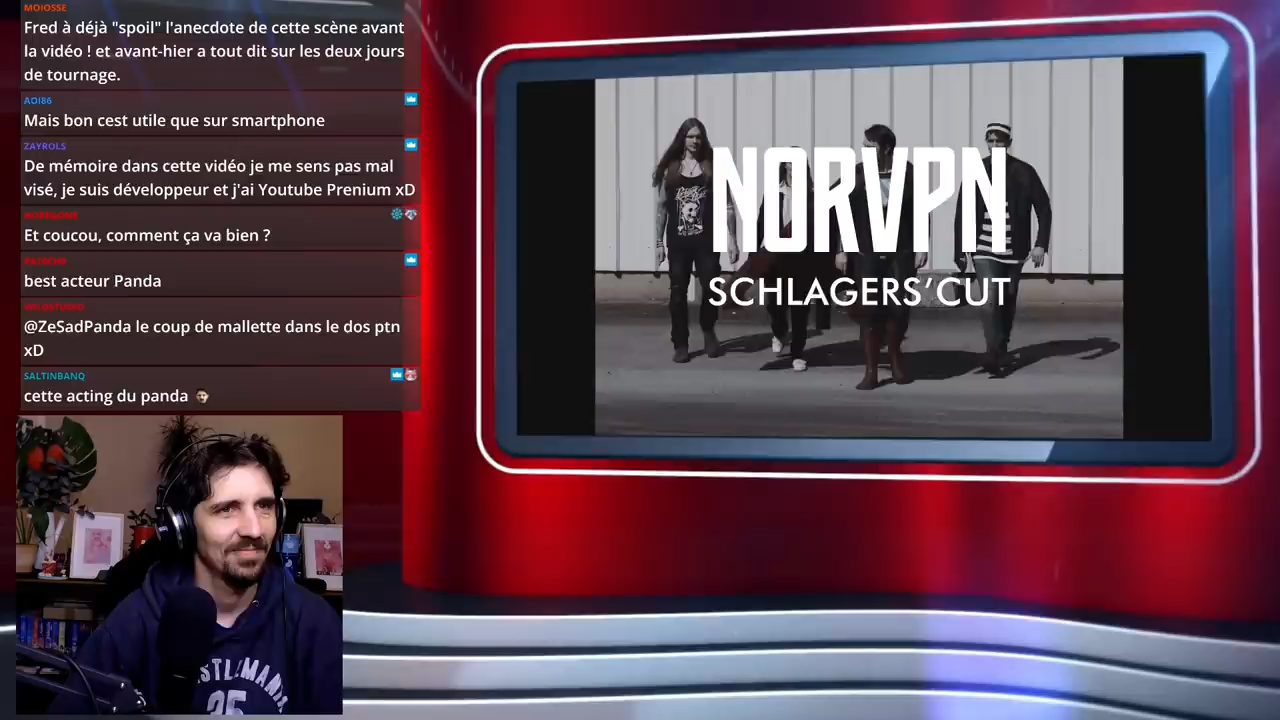 MOIOSSE
Fred à déjà "spoil" l'anecdote de cette scène avant
la vidéo ! et avant-hier a tout dit sur les deux jours
de tournage.
AOI86
Mais bon cest utile que sur smartphone
ZAYROLS
De mémoire dans cette vidéo je me sens pas mal
visé, je suis développeur et j'ai Youtube Prenium xD
Et coucou, comment ça va bien ?
best acteur Panda
@ZeSadPanda le coup de mallette dans le dos ptn
xD
SALTINBANQ
cette acting du panda
NORVPN
SCHLAGERS'CUT